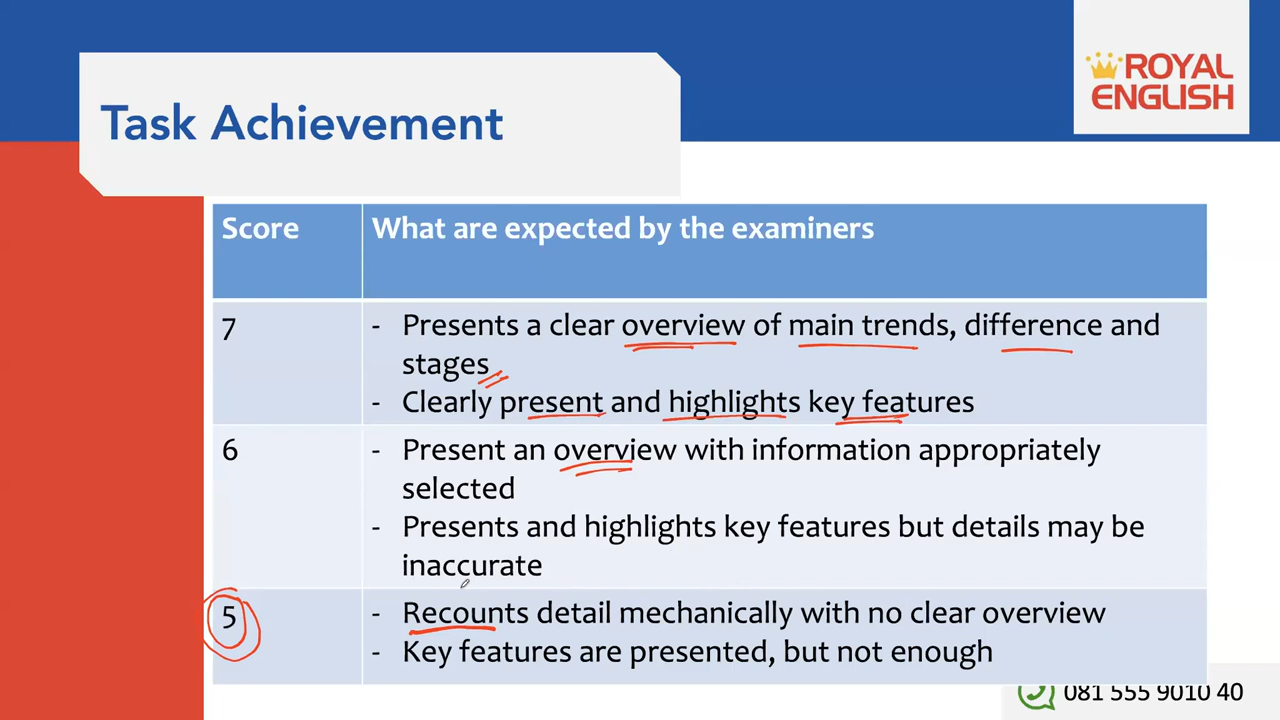 ROYAL
ENGLISH
Task Achievement
Score
What are expected by the examiners
7
- Presents a clear overview of main trends, difference and
stages
- Clearly present and highlights key features
6
- Present an overview with information appropriately
selected
- Presents and highlights key features but details may be
inaccurate
5
- Recounts detail mechanically with no clear overview
- Key features are presented, but not enough
081 555 9010 40